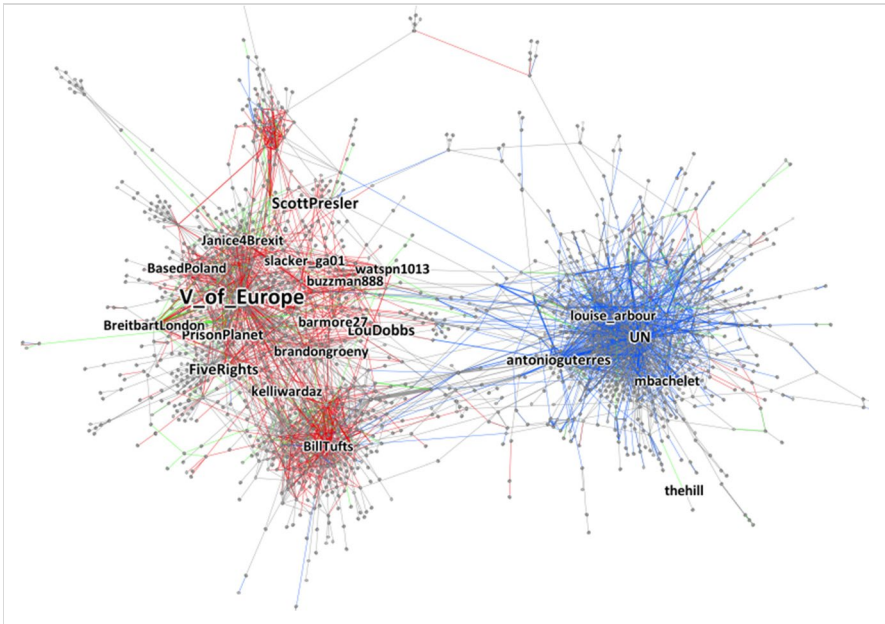 ScottPresler
Janice4Brexit
slacker_ga01
BasedPoland
watspn1013
buzzman888
V_of_Europe
louise_arbour
BreitbartLondon
barmore27
PrisonPlanet
LouDobbs
UN
brandongroeny
antonioguterres
FiveRights
mbachelet
kelliwardaz
BillTufts
thehill